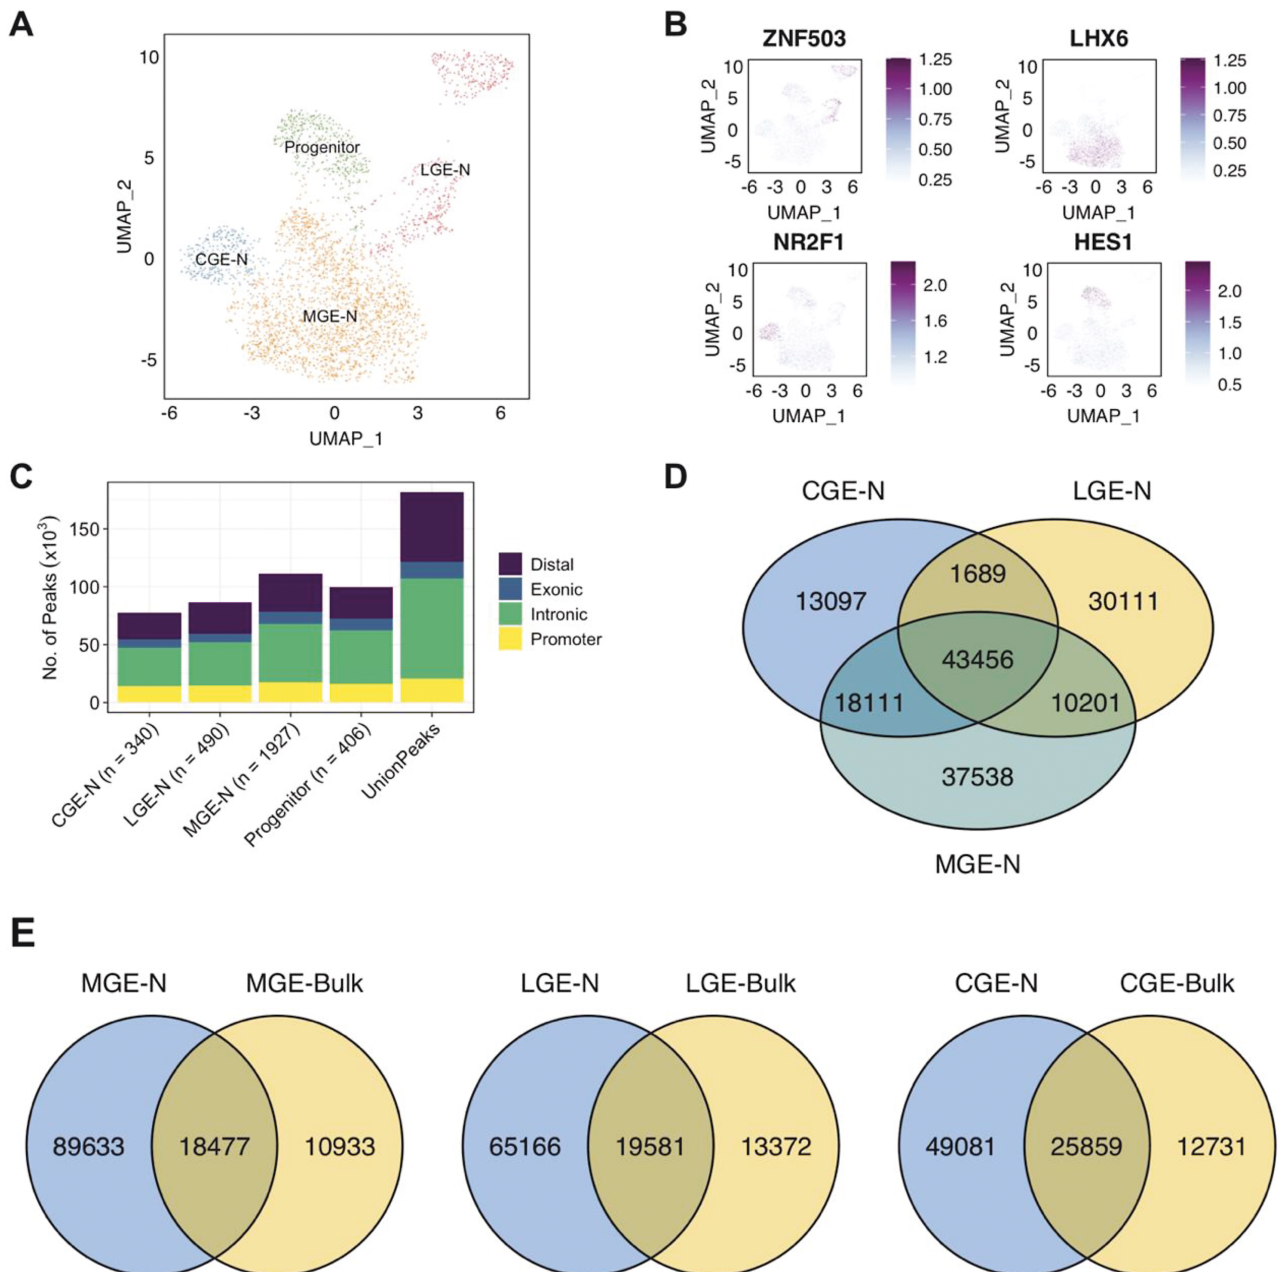 A
10
5
0
-5
UMAP_2
Progenitor
LGE-N
CGE-N
MGE-N
-6 -3 0 3 6
UMAP_1
B
ZNF503
10
5
0
-5
UMAP_2
-6 -3 0 3 6
UMAP_1
1.25
1.00
0.75
0.50
0.25
LHX6
10
5
0
-5
UMAP_2
-6 -3 0 3 6
UMAP_1
1.25
1.00
0.75
0.50
0.25
NR2F1
10
5
0
-5
UMAP_2
-6 -3 0 3 6
UMAP_1
2.0
1.6
1.2
HES1
10
5
0
-5
UMAP_2
-6 -3 0 3 6
UMAP_1
2.0
1.5
1.0
0.5
C
No. of Peaks (x10³)
150
100
50
0
CGE-N (n = 340)
LGE-N (n = 490)
MGE-N (n = 1927)
Progenitor (n = 406)
UnionPeaks
Distal
Exonic
Intronic
Promoter
D
CGE-N LGE-N
1689
13097 30111
43456
18111 10201
37538
MGE-N
E
MGE-N MGE-Bulk
89633 18477 10933
LGE-N LGE-Bulk
65166 19581 13372
CGE-N CGE-Bulk
49081 25859 12731